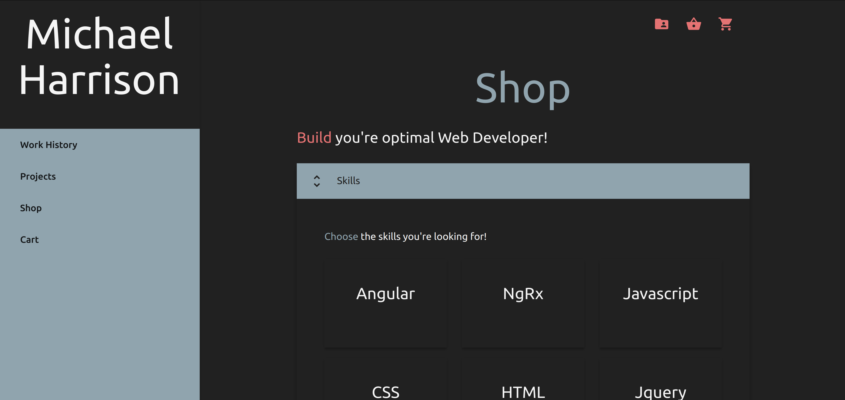 Michael
Harrison
Work History
Projects
Shop
Cart
Shop
Build you're optimal Web Developer!
Skills
Choose the skills you're looking for!
Angular
NgRx
Javascript
CSS
HTML
Jquery